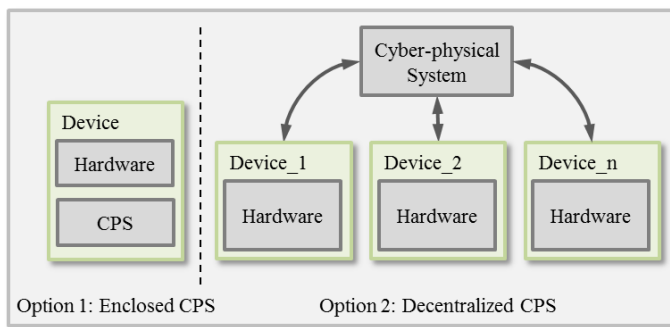 Cyber-physical
System
Device
Hardware
CPS
Device_1
Hardware
Device_2
Hardware
Device_n
Hardware
Option 1: Enclosed CPS
Option 2: Decentralized CPS